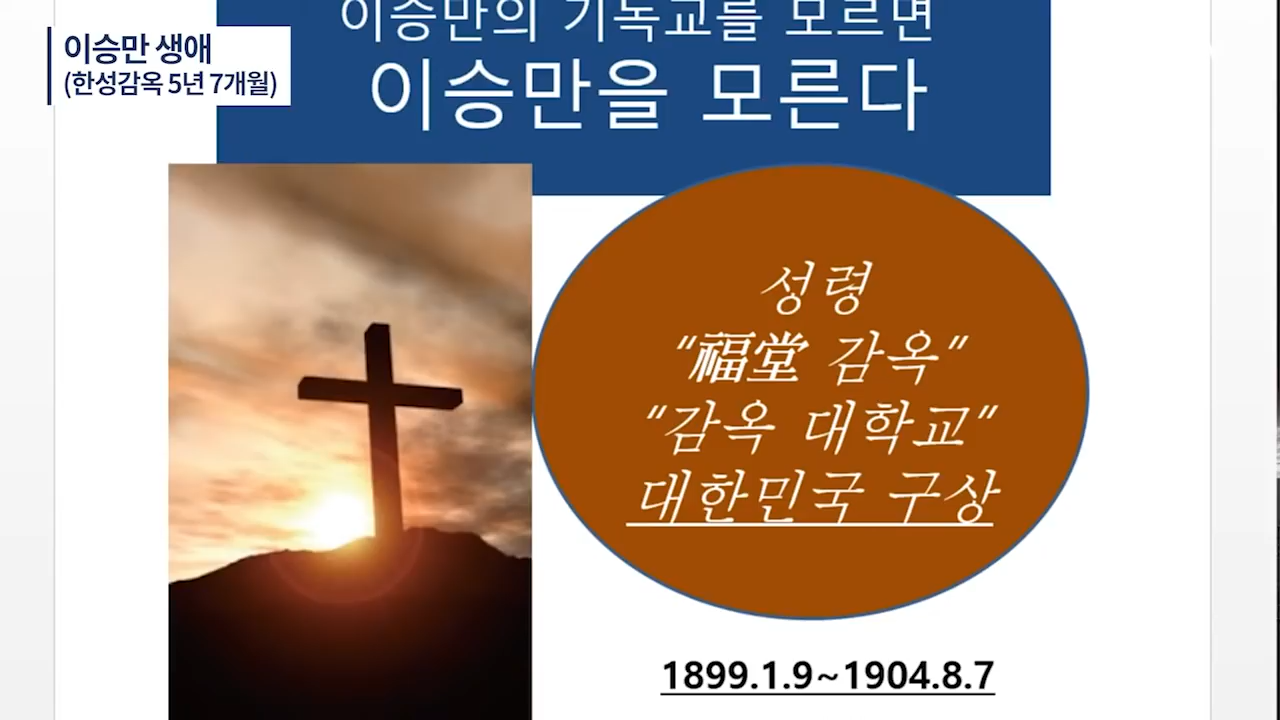 이승만 생애
(한성감옥 5년 7개월)
이승만의 기독교를 모르면
이승만을 모른다
성령
“福堂 감옥”
“감옥 대학교”
대한민국 구상
1899.1.9~1904.8.7